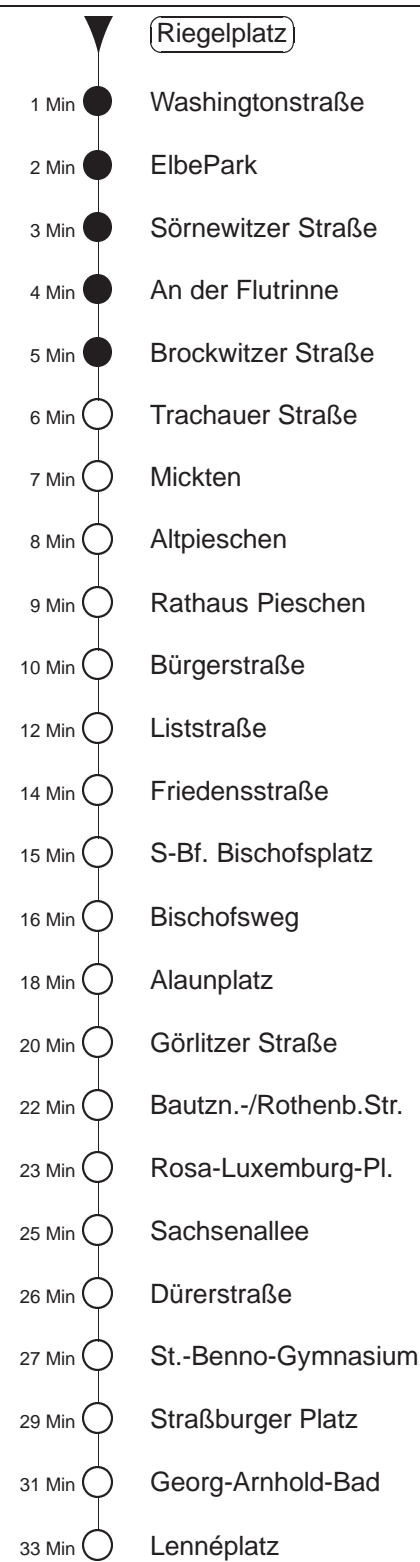 Riegelplatz
1 Min Washingtonstraße
2 Min ElbePark
3 Min Sörnewitzer Straße
4 Min An der Flutrinne
5 Min Brockwitzer Straße
6 Min Trachauer Straße
7 Min Mickten
8 Min Altpieschen
9 Min Rathaus Pieschen
10 Min Bürgerstraße
12 Min Liststraße
14 Min Friedensstraße
15 Min S-Bf. Bischofsplatz
16 Min Bischofsweg
18 Min Alaunplatz
20 Min Görlitzer Straße
22 Min Bautzn.-/Rothenb.Str.
23 Min Rosa-Luxemburg-Pl.
25 Min Sachsenallee
26 Min Dürerstraße
27 Min St.-Benno-Gymnasium
29 Min Straßburger Platz
31 Min Georg-Arnhold-Bad
33 Min Lennéplatz